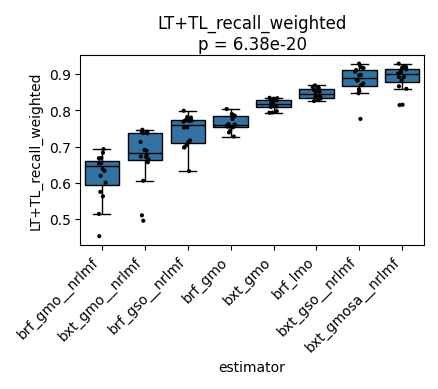 LT+TL_recall_weighted
p = 6.38e-20
LT+TL_recall_weighted
0.9
0.8
0.7
0.6
0.5
brf_gmo__nrlmf
bxt_gmo__nrlmf
brf_gso__nrlmf
brf_gmo
bxt_gmo
brf_lmo
bxt_gso__nrlmf
bxt_gmosa__nrlmf
estimator